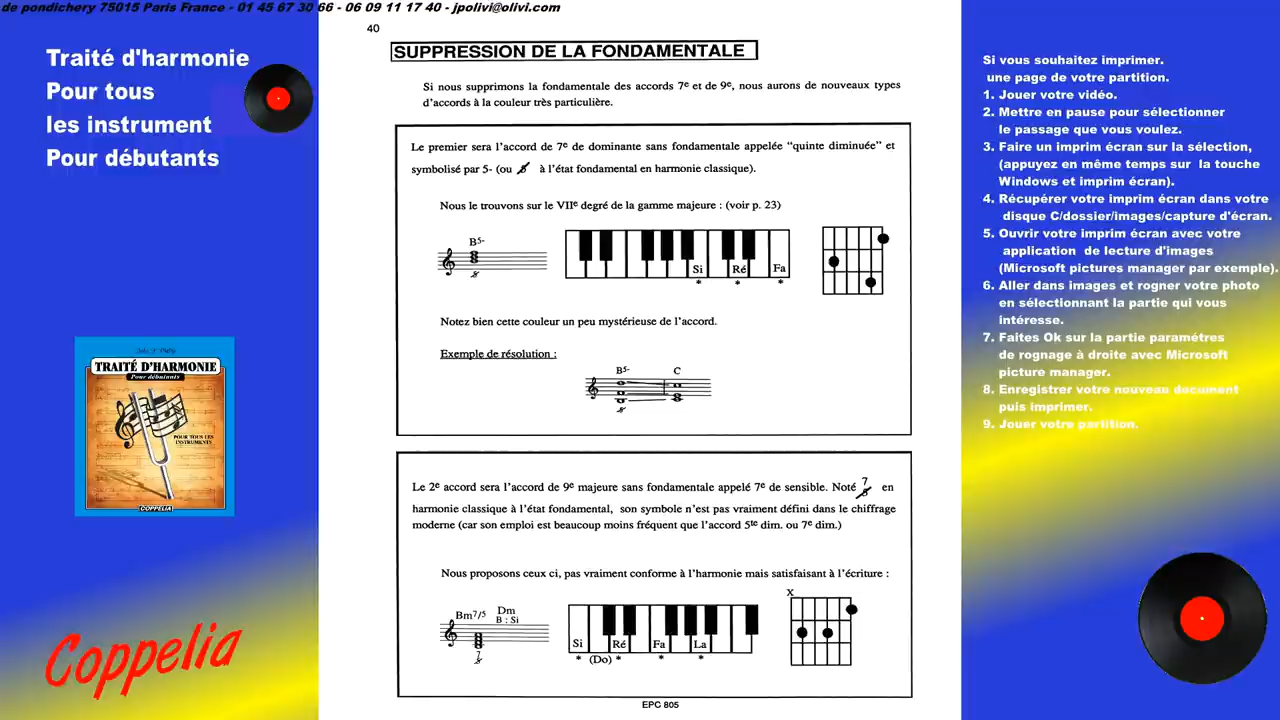 de pondichery 75015 Paris France - 01 45 67 30 66 - 06 09 11 17 40 - jpolivi@olivi.com
Traité d'harmonie
Pour tous
les instrument
Pour débutants
TRAITÉ D'HARMONIE
Pour débutants
POUR TOUS LES
INSTRUMENTS
COPPELIA
Coppelia
40
SUPPRESSION DE LA FONDAMENTALE
Si nous supprimons la fondamentale des accords 7e et de 9e, nous aurons de nouveaux types
d'accords à la couleur très particulière.
Le premier sera l'accord de 7e de dominante sans fondamentale appelée "quinte diminuée" et
symbolisé par 5- (ou 5 à l'état fondamental en harmonie classique).
Nous le trouvons sur le VIIe degré de la gamme majeure : (voir p. 23)
B5-
5
Si Ré Fa
* * *
Notez bien cette couleur un peu mystérieuse de l'accord.
Exemple de résolution :
B5- C
5
Le 2e accord sera l'accord de 9e majeure sans fondamentale appelé 7e de sensible. Noté 7 5 en
harmonie classique à l'état fondamental, son symbole n'est pas vraiment défini dans le chiffrage
moderne (car son emploi est beaucoup moins fréquent que l'accord 5te dim. ou 7e dim.)
Nous proposons ceux ci, pas vraiment conforme à l'harmonie mais satisfaisant à l'écriture :
Bm7/5 Dm
B : Si
7
5
Si Ré Fa La
* (Do) * * *
X
EPC 805
Si vous souhaitez imprimer.
une page de votre partition.
1. Jouer votre vidéo.
2. Mettre en pause pour sélectionner
le passage que vous voulez.
3. Faire un imprim écran sur la sélection,
(appuyez en même temps sur la touche
Windows et imprim écran).
4. Récupérer votre imprim écran dans votre
disque C/dossier/images/capture d'écran.
5. Ouvrir votre imprim écran avec votre
application de lecture d'images
(Microsoft pictures manager par exemple).
6. Aller dans images et rogner votre photo
en sélectionnant la partie qui vous
intéresse.
7. Faites Ok sur la partie paramétres
de rognage à droite avec Microsoft
picture manager.
8. Enregistrer votre nouveau document
puis imprimer.
9. Jouer votre partition.